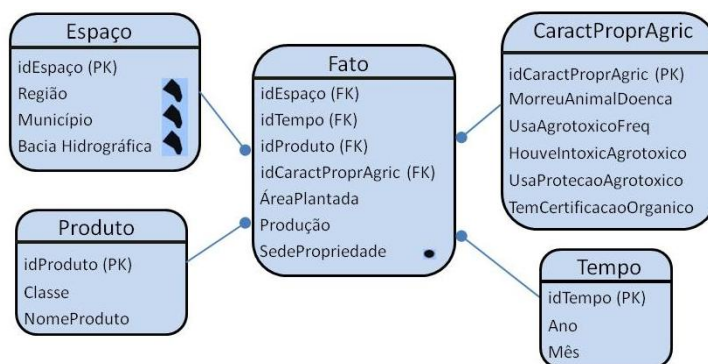 Espaço
idEspaço (PK)
Região
Município
Bacia Hidrográfica
Fato
idEspaço (FK)
idTempo (FK)
idProduto (FK)
idCaractProprAgric (FK)
ÁreaPlantada
Produção
SedePropriedade
CaractProprAgric
idCaractProprAgric (PK)
MorreuAnimalDoenca
UsaAgrotoxicoFreq
HouveIntoxicAgrotoxico
UsaProtecaoAgrotoxico
TemCertificacaoOrganico
Produto
idProduto (PK)
Classe
NomeProduto
Tempo
idTempo (PK)
Ano
Mês